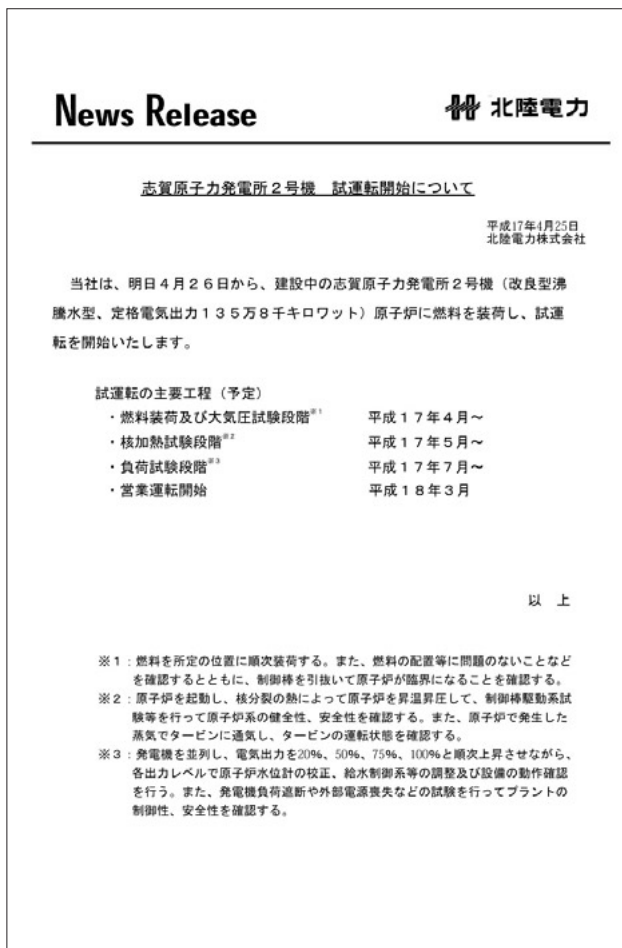 News Release
北陸電力
志賀原子力発電所2号機 試運転開始について
平成17年4月25日
北陸電力株式会社
当社は、明日4月26日から、建設中の志賀原子力発電所2号機(改良型沸
騰水型、定格電気出力135万8千キロワット)原子炉に燃料を装荷し、試運
転を開始いたします。
試運転の主要工程(予定)
・燃料装荷及び大気圧試験段階※1 平成17年4月~
・核加熱試験段階※2 平成17年5月~
・負荷試験段階※3 平成17年7月~
・営業運転開始 平成18年3月
以 上
※1:燃料を所定の位置に順次装荷する。また、燃料の配置等に問題のないことなど
を確認するとともに、制御棒を引抜いて原子炉が臨界になることを確認する。
※2:原子炉を起動し、核分裂の熱によって原子炉を昇温昇圧して、制御棒駆動系試
験等を行って原子炉系の健全性、安全性を確認する。また、原子炉で発生した
蒸気でタービンに通気し、タービンの運転状態を確認する。
※3:発電機を並列し、電気出力を20%、50%、75%、100%と順次上昇させながら、
各出力レベルで原子炉水位計の校正、給水制御系等の調整及び設備の動作確認
を行う。また、発電機負荷遮断や外部電源喪失などの試験を行ってプラントの
制御性、安全性を確認する。